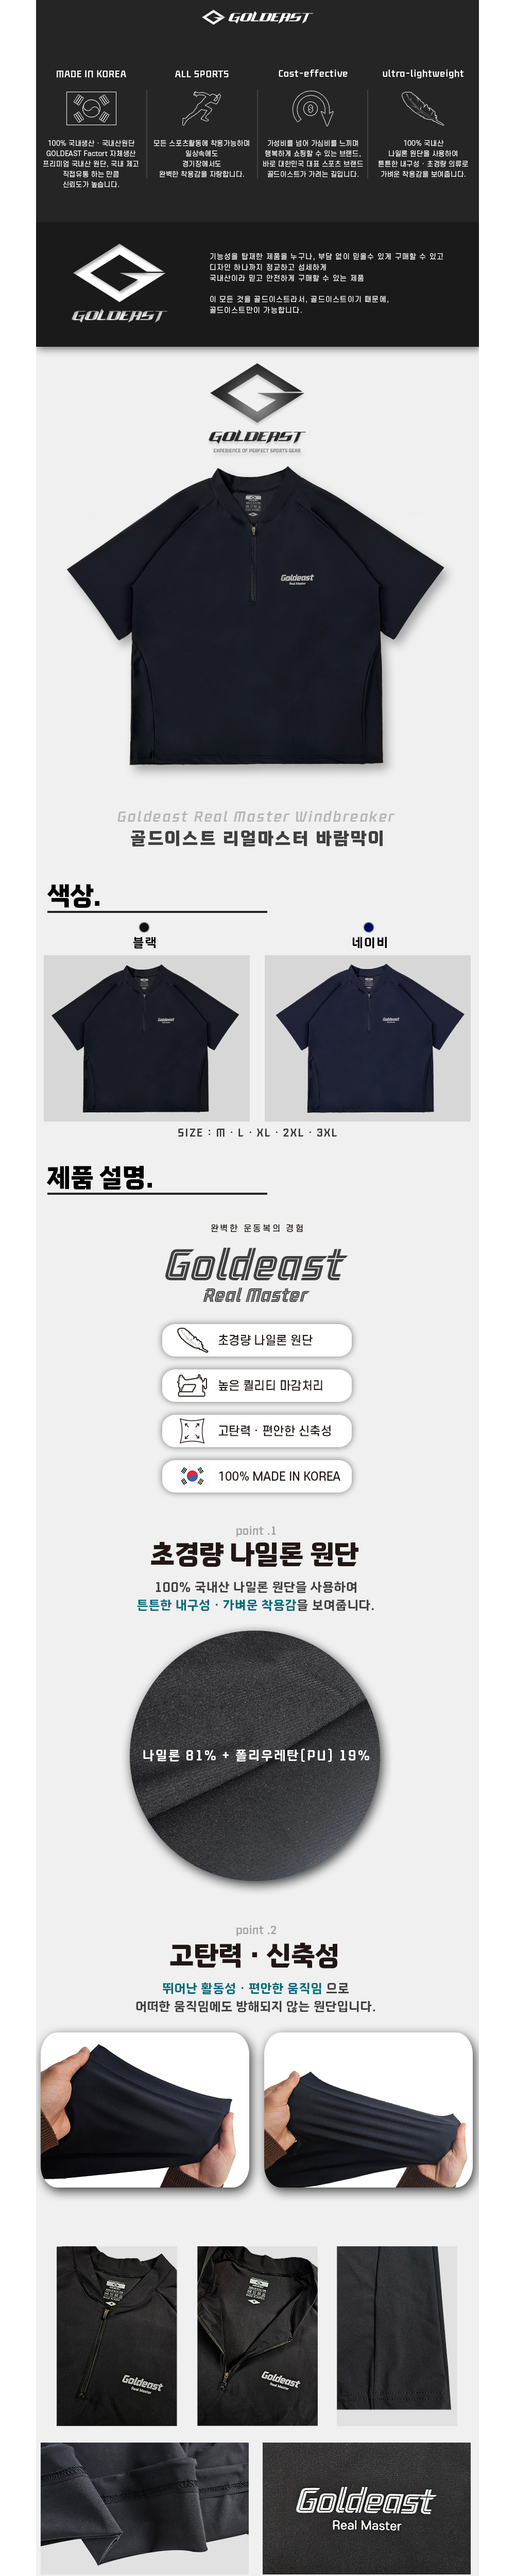 GOLDEAST
MADE IN KOREA
100% 국내생산 · 국내산원단
GOLDEAST Factort 자체생산
프리미엄 국내산 원단, 국내 제고
직접유통 하는 만큼
신뢰도가 높습니다.
ALL SPORTS
모든 스포츠활동에 착용가능하며
일상속에도
경기장에서도
완벽한 착용감을 자랑합니다.
Cost-effective
0
가성비를 넘어 가심비를 느끼며
행복하게 쇼핑할 수 있는 브랜드,
바로 대한민국 대표 스포츠 브랜드
골드이스트가 가려는 길입니다.
ultra-lightweight
100% 국내산
나일론 원단을 사용하여
튼튼한 내구성 · 초경량 의류로
가벼운 착용감을 보여줍니다.
GOLDEAST
기능성을 탑재한 제품을 누구나, 부담 없이 믿을수 있게 구매할 수 있고
디자인 하나까지 정교하고 섬세하게
국내산이라 믿고 안전하게 구매할 수 있는 제품
이 모든 것을 골드이스트라서, 골드이스트이기 때문에,
골드이스트만이 가능합니다.
GOLDEAST
EXPERIENCE OF PERFECT SPORTS GEAR
Goldeast
Real Master
Goldeast Real Master Windbreaker
골드이스트 리얼마스터 바람막이
색상.
블랙
네이비
Goldeast
Goldeast
SIZE : M · L · XL · 2XL · 3XL
제품 설명.
완벽한 운동복의 경험
Goldeast
Real Master
초경량 나일론 원단
높은 퀄리티 마감처리
고탄력 · 편안한 신축성
100% MADE IN KOREA
point .1
초경량 나일론 원단
100% 국내산 나일론 원단을 사용하여
튼튼한 내구성 · 가벼운 착용감을 보여줍니다.
나일론 81% + 폴리우레탄(PU) 19%
point .2
고탄력 · 신축성
뛰어난 활동성 · 편안한 움직임 으로
어떠한 움직임에도 방해되지 않는 원단입니다.
Goldeast
Real Master
Goldeast
Real Master
Goldeast
Real Master